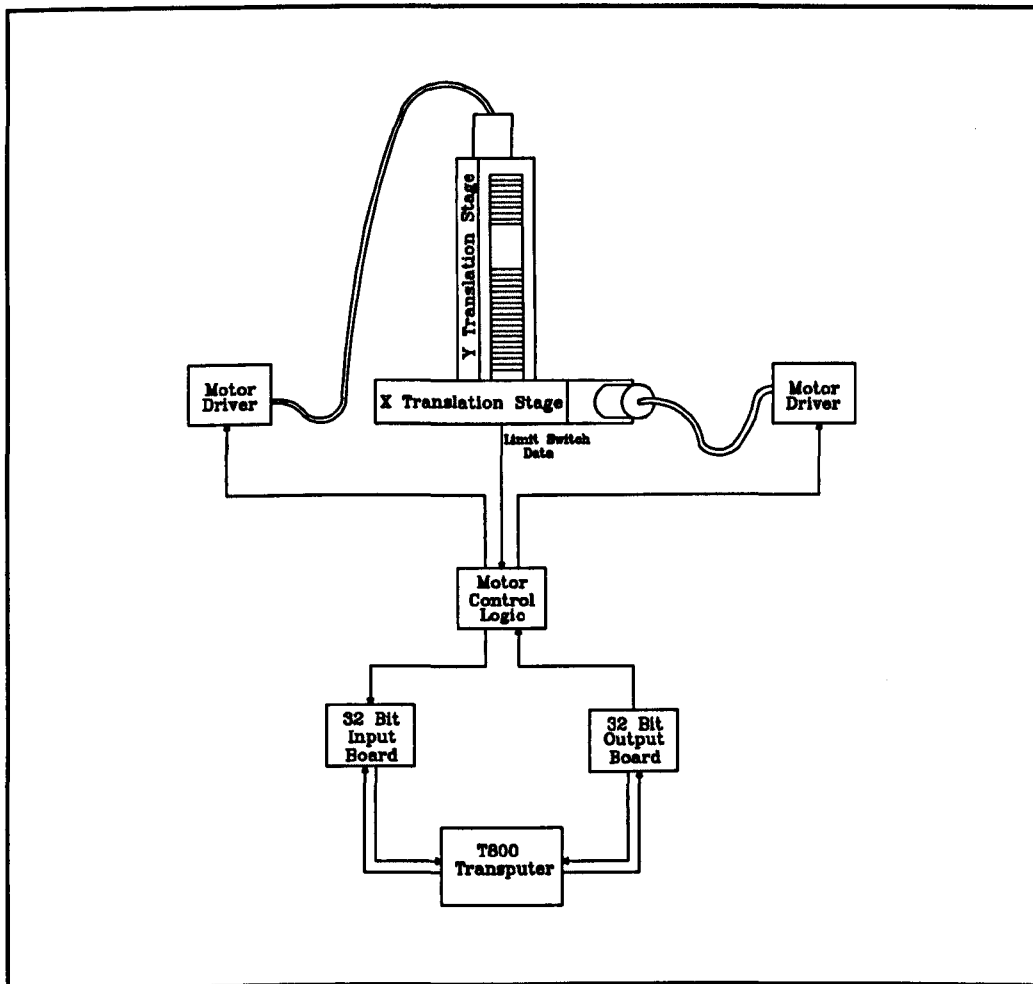 Y Translation Stage
Motor
Driver
X Translation Stage
Motor
Driver
Limit Switch
Data
Motor
Control
Logic
32 Bit
Input
Board
32 Bit
Output
Board
T800
Transputer